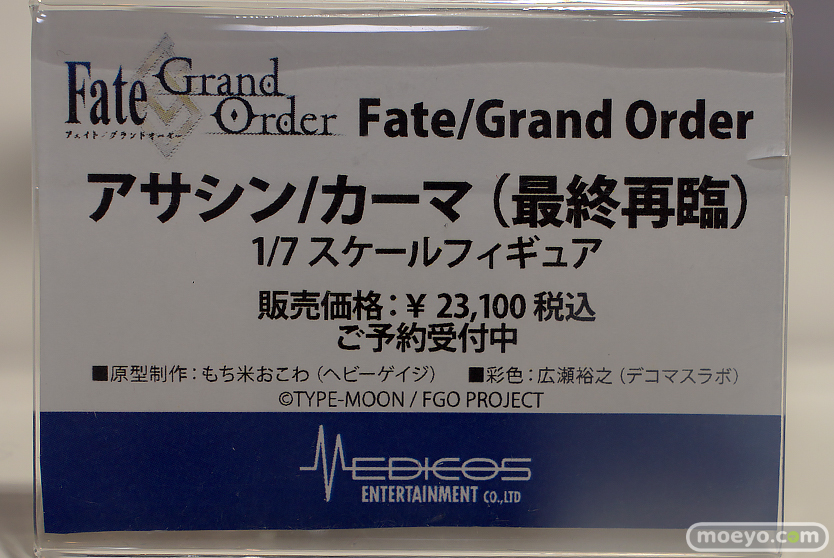 Fate Grand Order
フェイト/グランドオーダー
Fate/Grand Order
アサシン/カーマ（最終再臨）
1/7 スケールフィギュア
販売価格：¥ 23,100 税込
ご予約受付中
■原型制作：もち米おこわ（ヘビーゲイジ） ■彩色：広瀬裕之（デコマスラボ）
©TYPE-MOON / FGO PROJECT
MEDICOS
ENTERTAINMENT CO.,LTD
moeyo.com